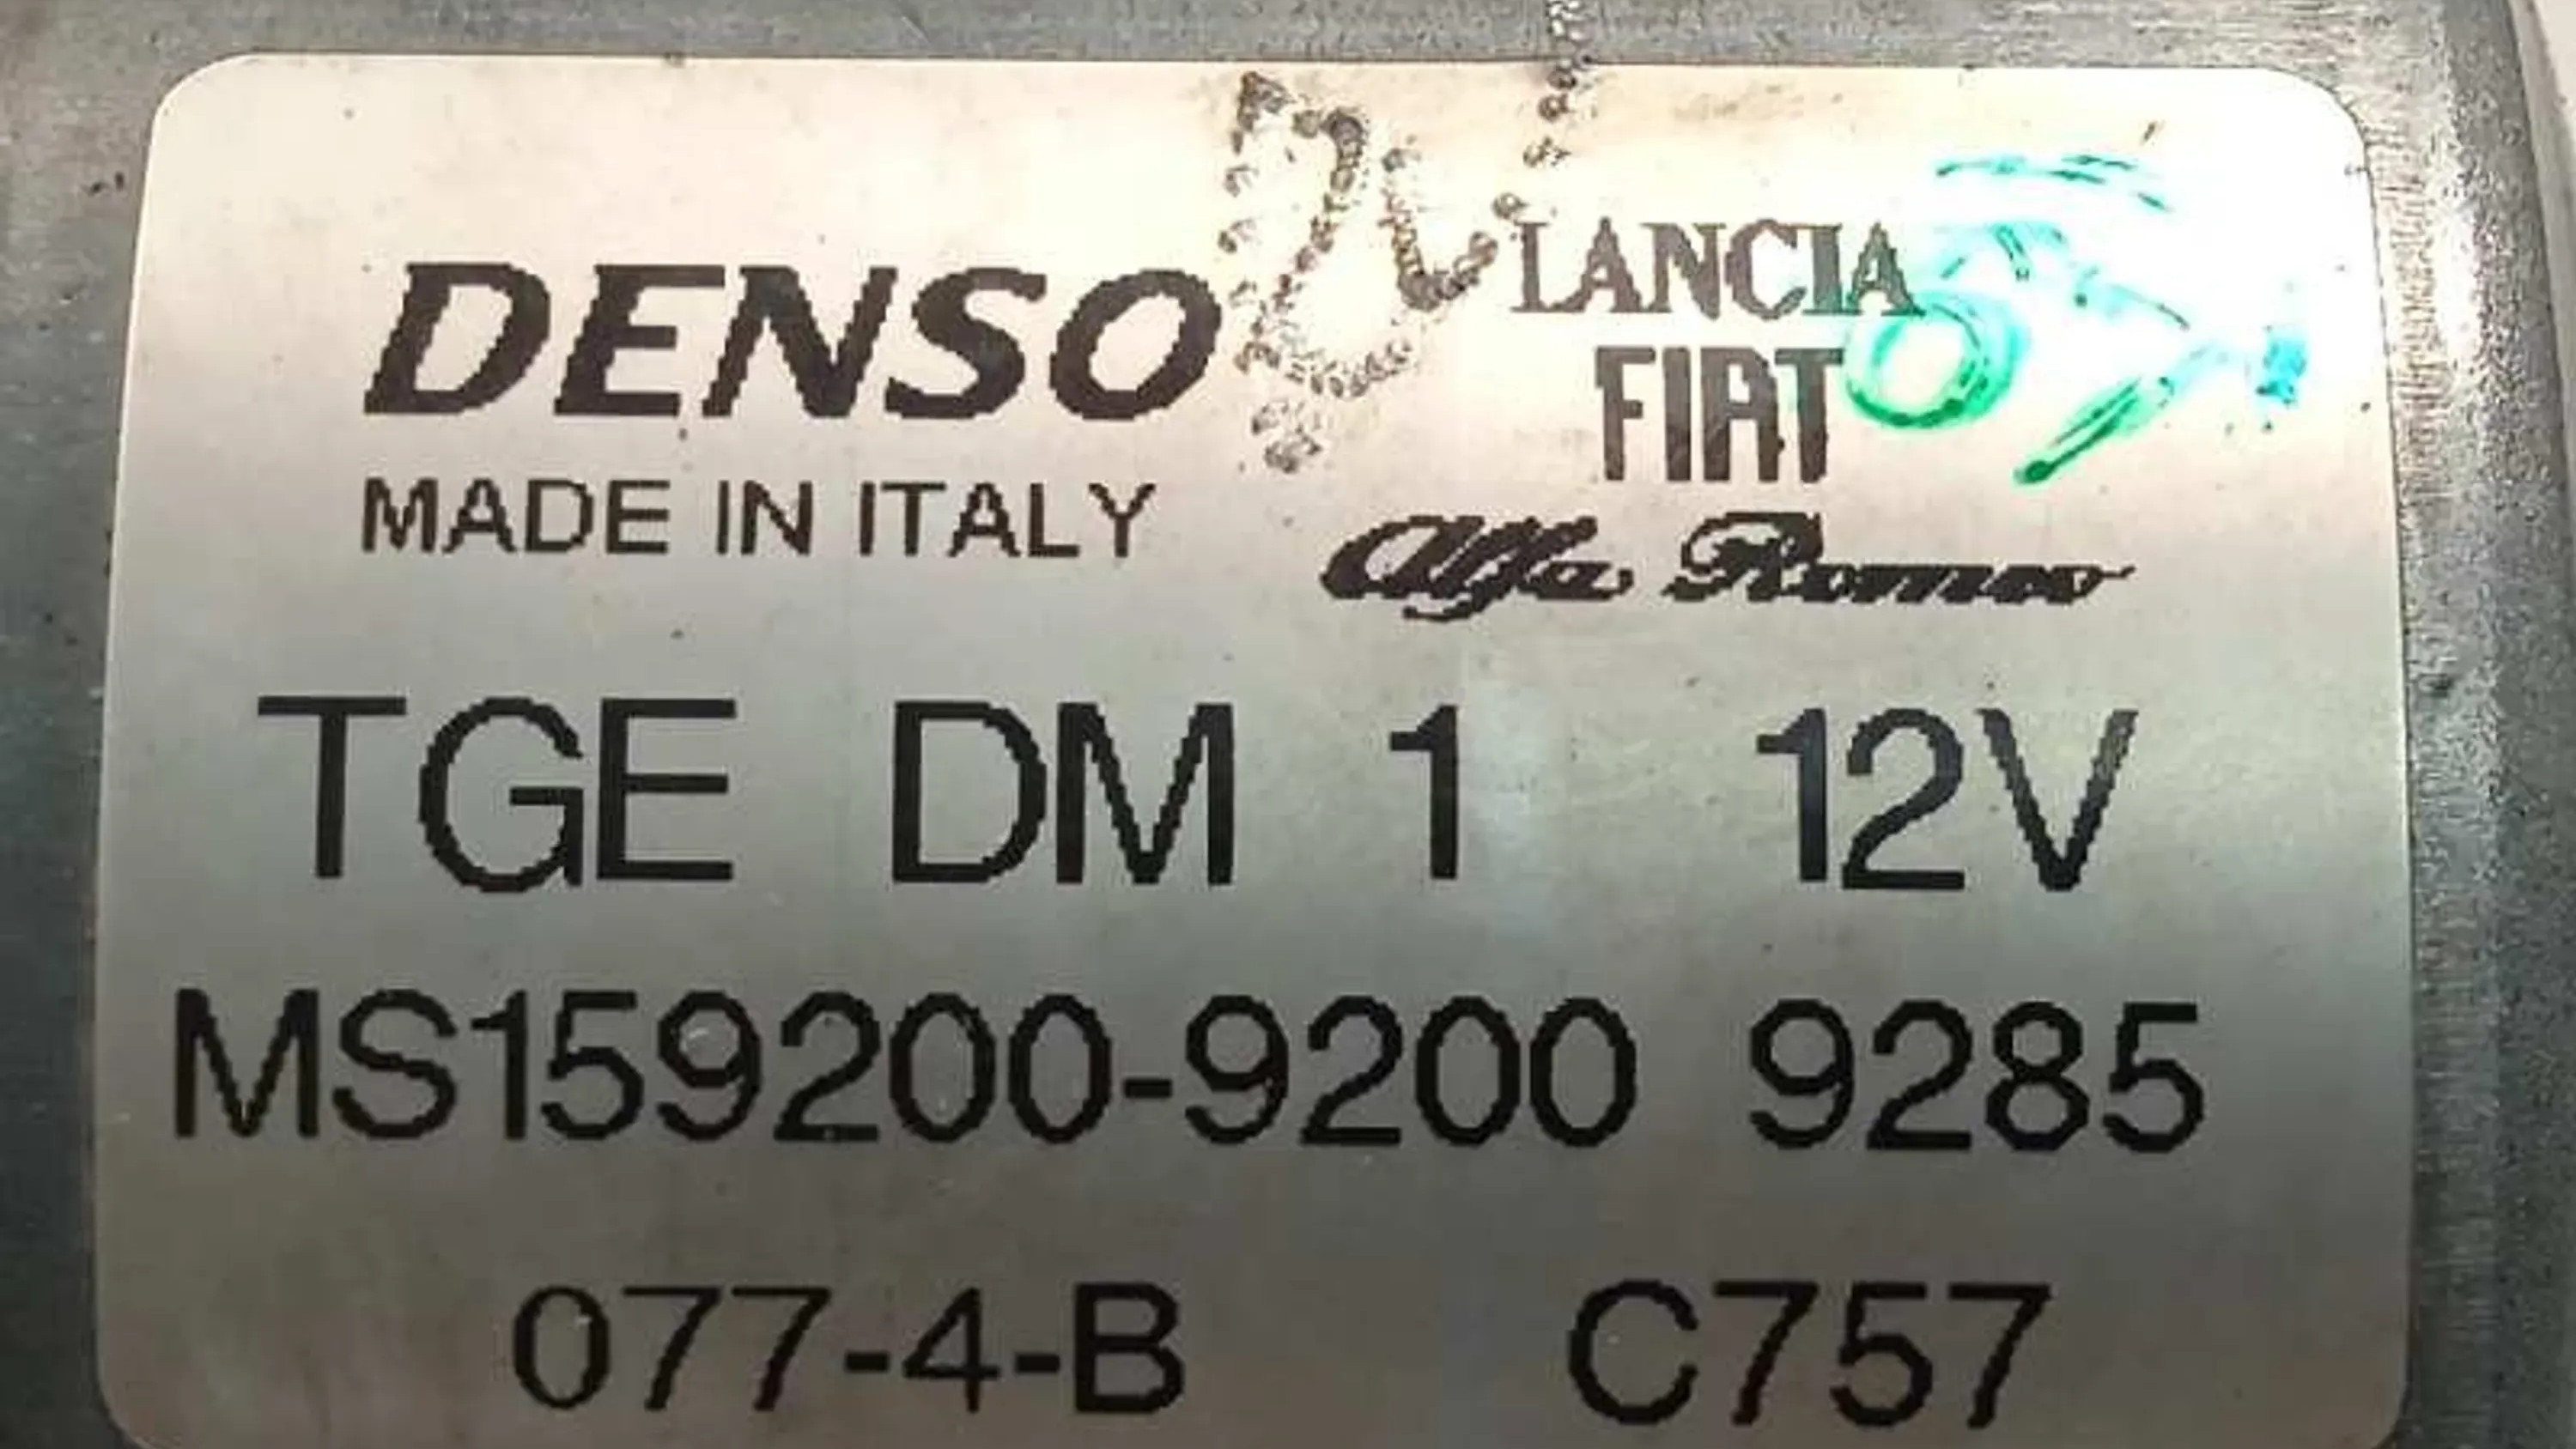 DENSO
MADE IN ITALY
LANCIA
FIAT
Alfa Romeo
TGE DM 1 12V
MS159200-9200 9285
077-4-B C757